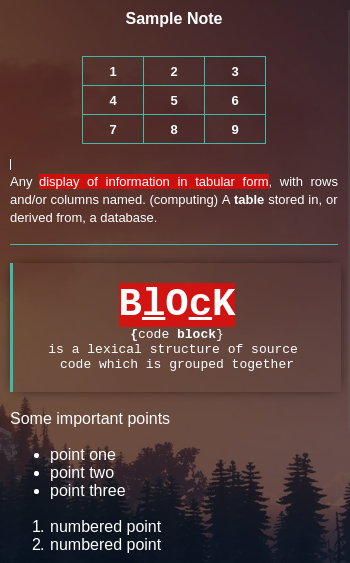 Sample Note
1 2 3
4 5 6
7 8 9
Any display of information in tabular form, with rows
and/or columns named. (computing) A table stored in, or
derived from, a database.
BlOcK
{code block}
is a lexical structure of source
code which is grouped together
Some important points
• point one
• point two
• point three
1. numbered point
2. numbered point